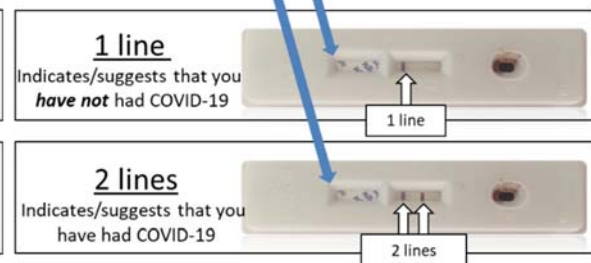 1 line
Indicates/suggests that you
have not had COVID-19
1 line
2 lines
Indicates/suggests that you
have had COVID-19
2 lines